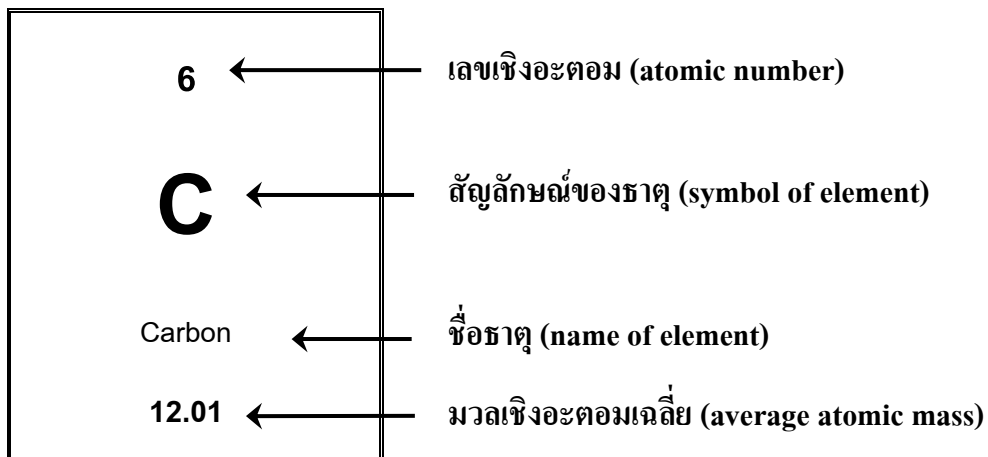 6 เลขเชิงอะตอม (atomic number)
C สัญลักษณ์ของธาตุ (symbol of element)
Carbon ชื่อธาตุ (name of element)
12.01 มวลเชิงอะตอมเฉลี่ย (average atomic mass)